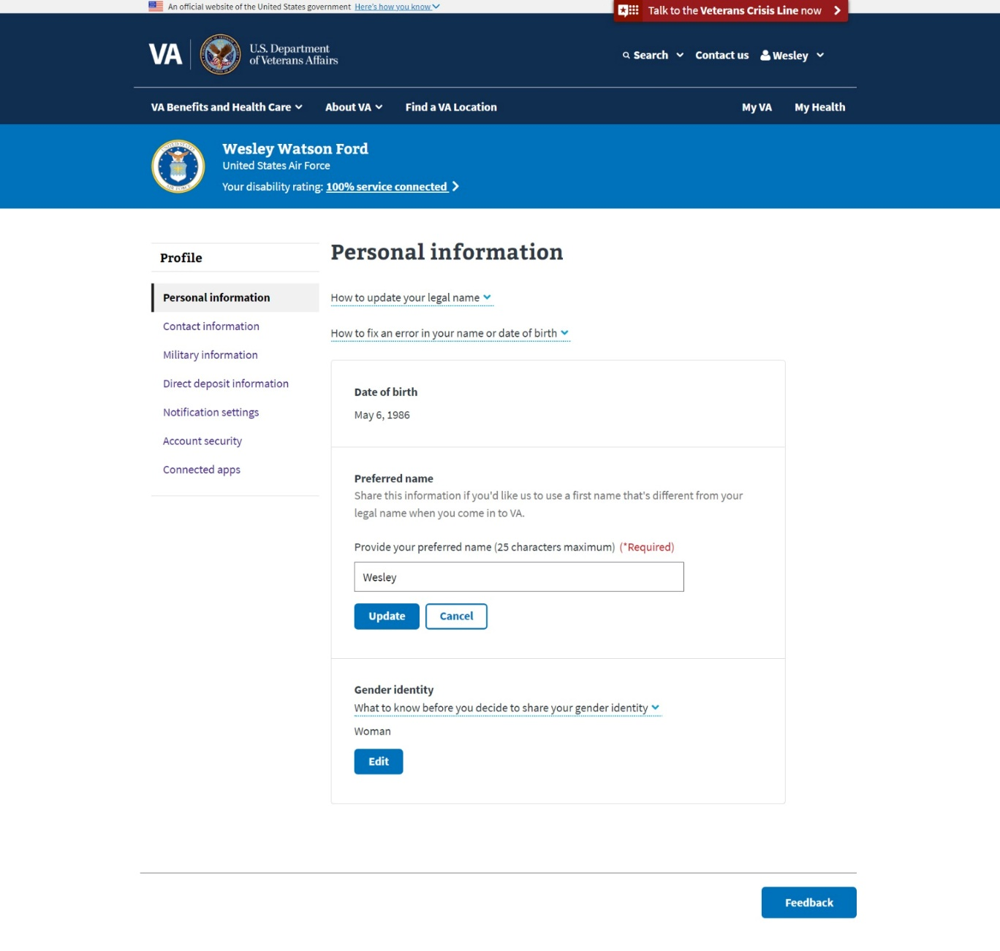 An official website of the United States government Here's how you know
Talk to the Veterans Crisis Line now
VA
U.S. Department
of Veterans Affairs
Search
Contact us
Wesley
VA Benefits and Health Care
About VA
Find a VA Location
My VA
My Health
Wesley Watson Ford
United States Air Force
Your disability rating: 100% service connected
Profile
Personal information
Contact information
Military information
Direct deposit information
Notification settings
Account security
Connected apps
Personal information
How to update your legal name
How to fix an error in your name or date of birth
Date of birth
May 6, 1986
Preferred name
Share this information if you'd like us to use a first name that's different from your
legal name when you come in to VA.
Provide your preferred name (25 characters maximum) (*Required)
Wesley
Update
Cancel
Gender identity
What to know before you decide to share your gender identity
Woman
Edit
Feedback